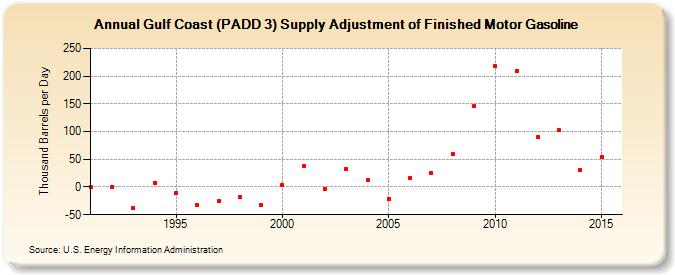 Annual Gulf Coast (PADD 3) Supply Adjustment of Finished Motor Gasoline
Thousand Barrels per Day
250
200
150
100
50
0
-50
1995 2000 2005 2010 2015
Source: U.S. Energy Information Administration